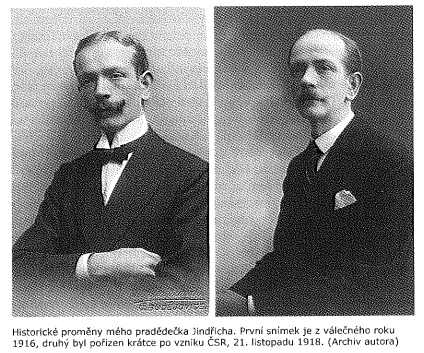 Historické proměny mého pradědečka Jindřicha. První snímek je z válečného roku
1916, druhý byl pořízen krátce po vzniku ČSR, 21. listopadu 1918. (Archiv autora)